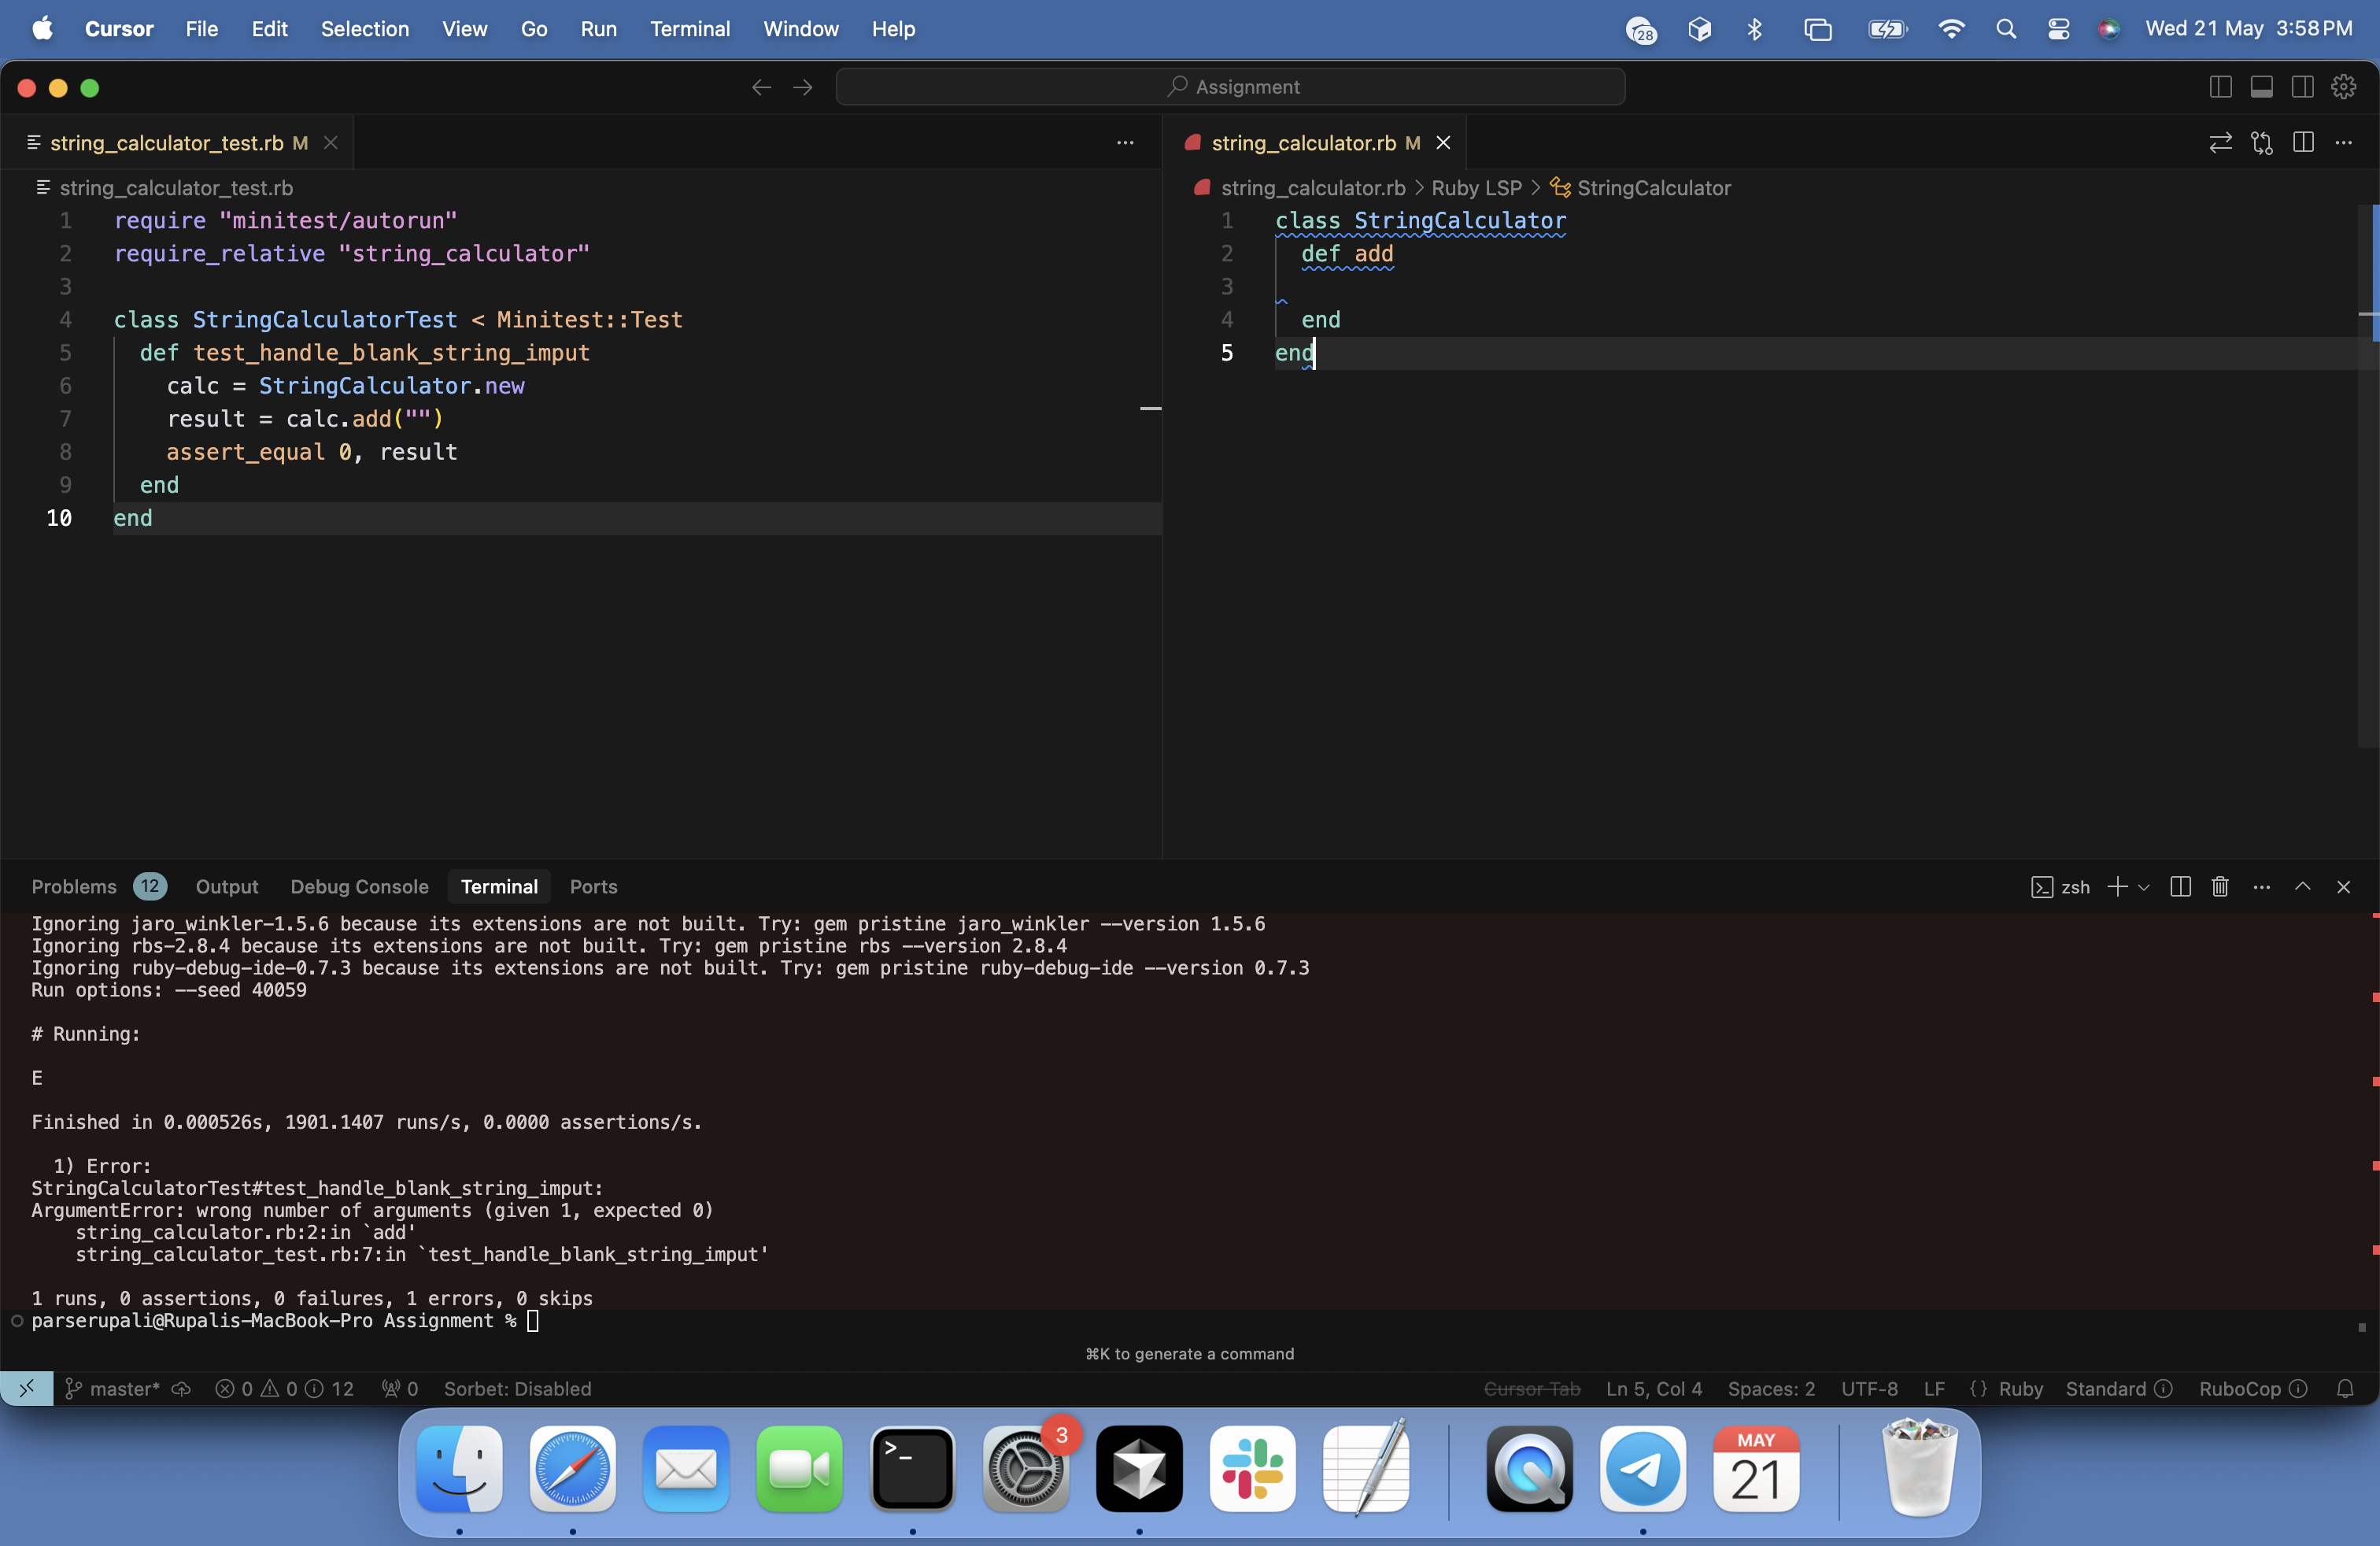 Cursor File Edit Selection View Go Run Terminal Window Help 28 Wed 21 May 3:58 PM
Assignment
string_calculator_test.rb M
string_calculator_test.rb
1 require "minitest/autorun"
2 require_relative "string_calculator"
3
4 class StringCalculatorTest < Minitest::Test
5 def test_handle_blank_string_imput
6 calc = StringCalculator.new
7 result = calc.add("")
8 assert_equal 0, result
9 end
10 end
string_calculator.rb M
string_calculator.rb > Ruby LSP > StringCalculator
1 class StringCalculator
2 def add
3
4 end
5 end
Problems 12 Output Debug Console Terminal Ports zsh
Ignoring jaro_winkler-1.5.6 because its extensions are not built. Try: gem pristine jaro_winkler --version 1.5.6
Ignoring rbs-2.8.4 because its extensions are not built. Try: gem pristine rbs --version 2.8.4
Ignoring ruby-debug-ide-0.7.3 because its extensions are not built. Try: gem pristine ruby-debug-ide --version 0.7.3
Run options: --seed 40059
# Running:
E
Finished in 0.000526s, 1901.1407 runs/s, 0.0000 assertions/s.
1) Error:
StringCalculatorTest#test_handle_blank_string_imput:
ArgumentError: wrong number of arguments (given 1, expected 0)
string_calculator.rb:2:in `add'
string_calculator_test.rb:7:in `test_handle_blank_string_imput'
1 runs, 0 assertions, 0 failures, 1 errors, 0 skips
parserupali@Rupalis-MacBook-Pro Assignment %
⌘K to generate a command
master* 0 0 12 0 Sorbet: Disabled Cursor Tab Ln 5, Col 4 Spaces: 2 UTF-8 LF {} Ruby Standard RuboCop
3
MAY
21